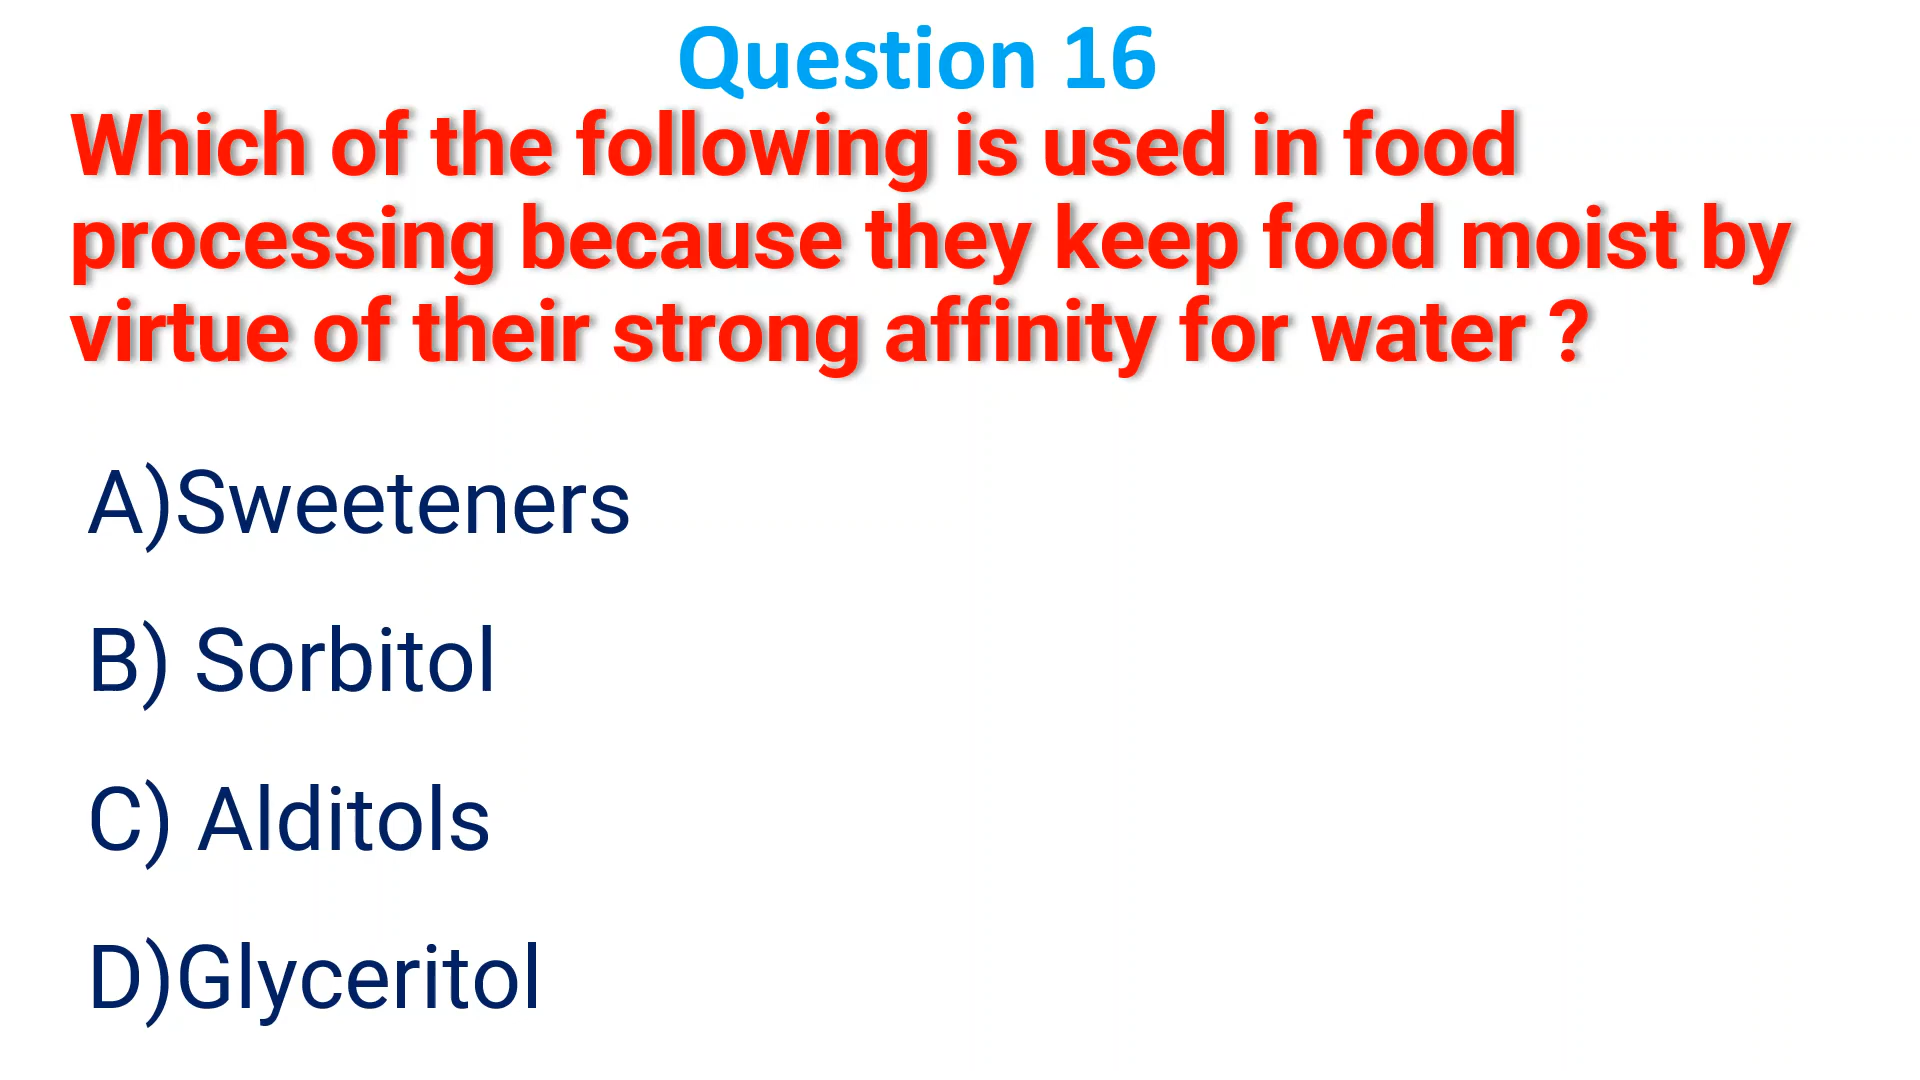 Question 16
Which of the following is used in food
processing because they keep food moist by
virtue of their strong affinity for water ?
A)Sweeteners
B) Sorbitol
C) Alditols
D)Glyceritol